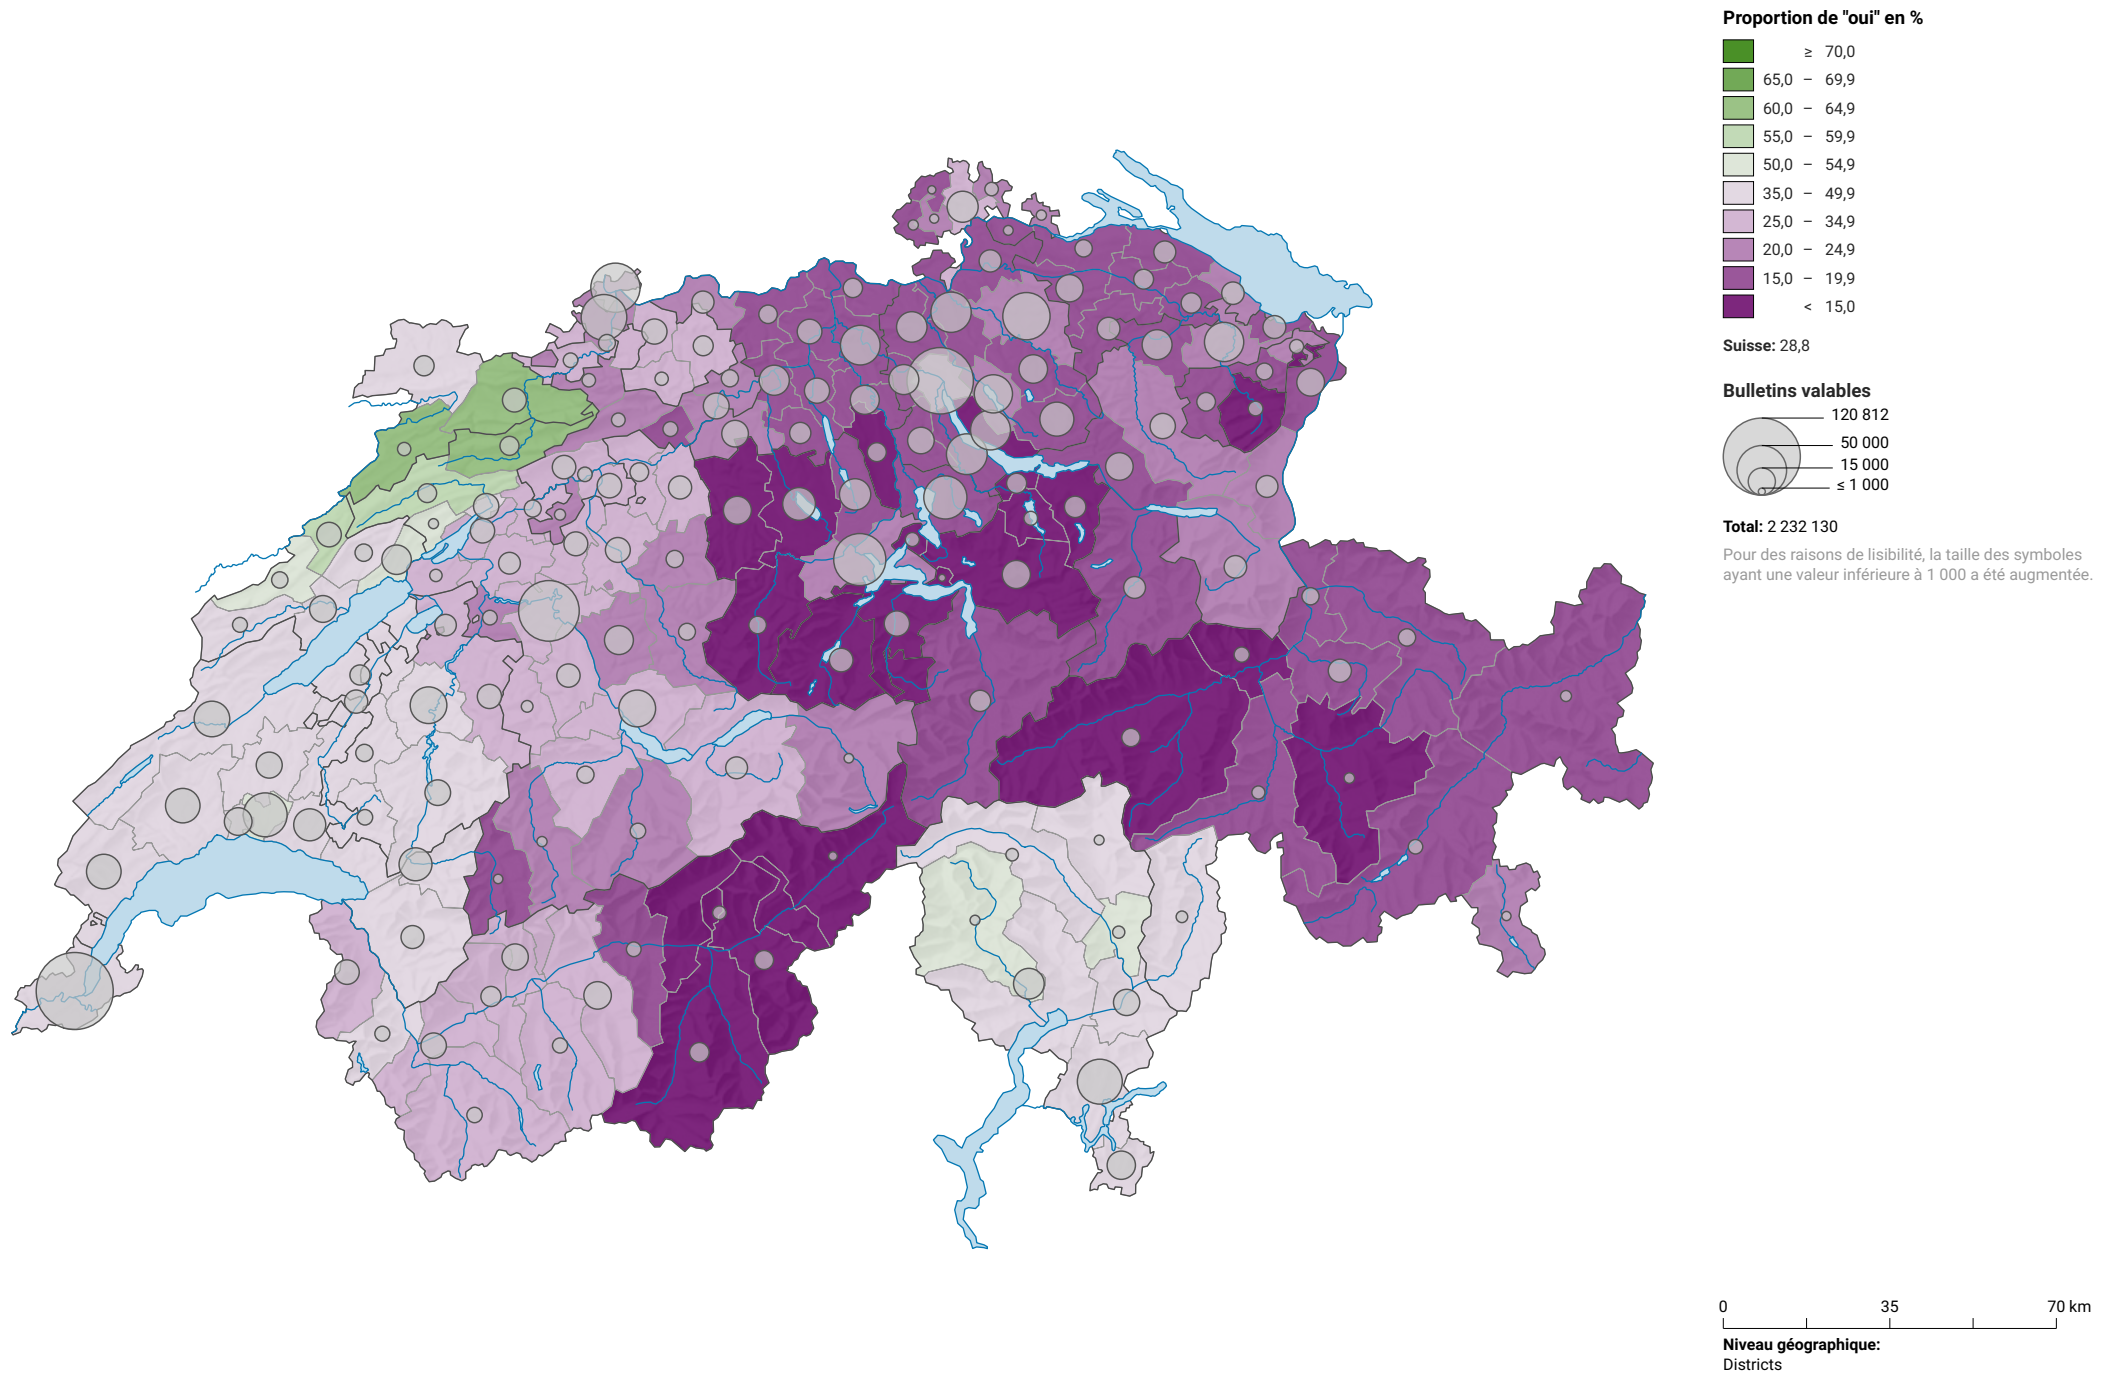 Proportion de "oui" en %
≥ 70,0
65,0 – 69,9
60,0 – 64,9
55,0 – 59,9
50,0 – 54,9
35,0 – 49,9
25,0 – 34,9
20,0 – 24,9
15,0 – 19,9
< 15,0
Suisse: 28,8
Bulletins valables
120 812
50 000
15 000
≤ 1 000
Total: 2 232 130
Pour des raisons de lisibilité, la taille des symboles
ayant une valeur inférieure à 1 000 a été augmentée.
0 35 70 km
Niveau géographique:
Districts